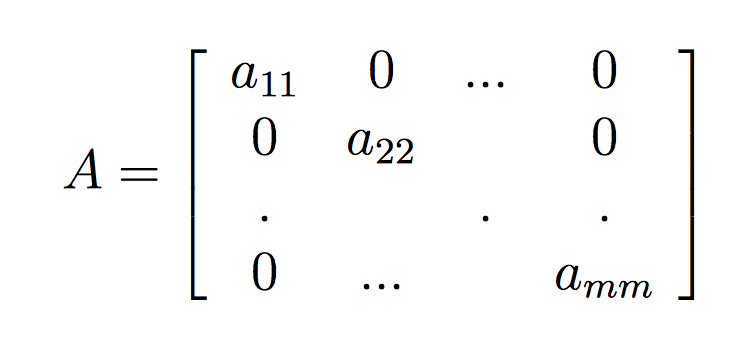 a₁₁ 0 ... 0
0 a₂₂ 0
A =
. . .
0 ... aₘₘ